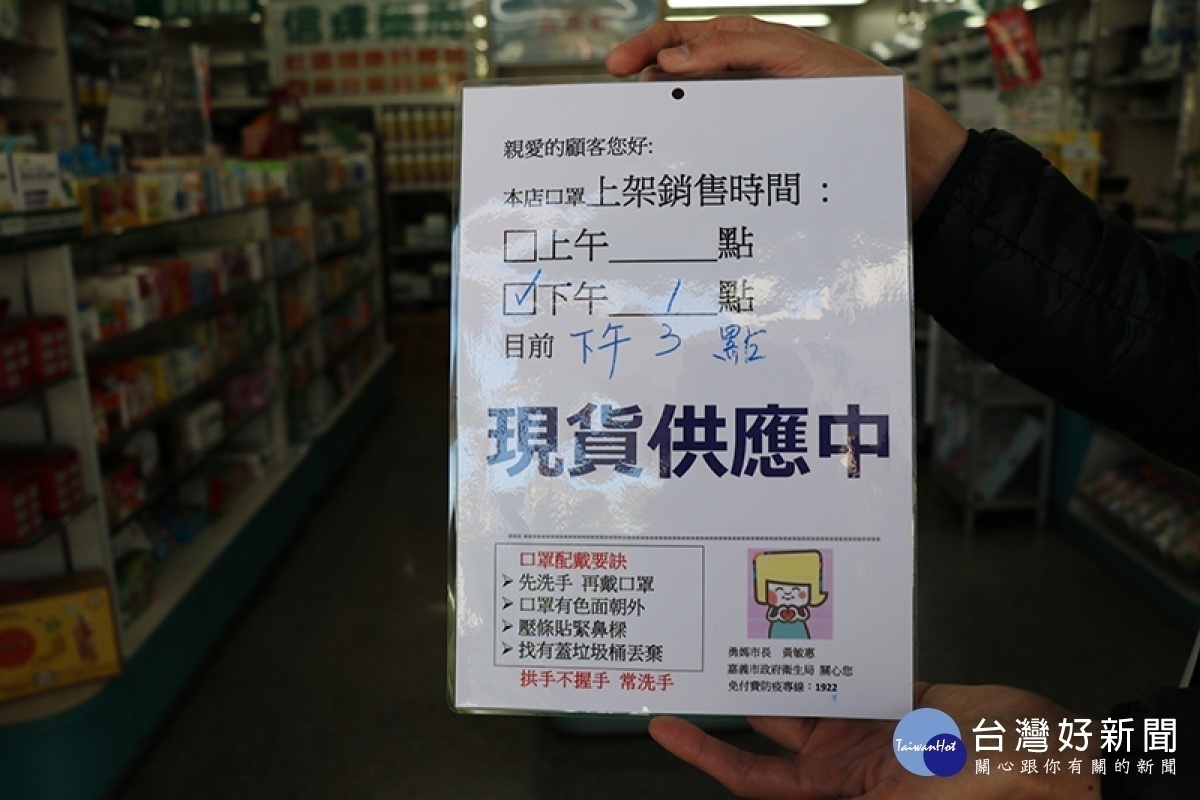 親愛的顧客您好:
本店口罩上架銷售時間：
□上午______點
☑下午 1 點
目前 下午 3 點
現貨供應中
口罩配戴要訣
➢ 先洗手 再戴口罩
➢ 口罩有色面朝外
➢ 壓條貼緊鼻樑
➢ 找有蓋垃圾桶丟棄
拱手不握手 常洗手
勇媽市長 黃敏惠
嘉義市政府衛生局 關心您
免付費防疫專線：1922
TaiwanHot
台灣好新聞
關心跟你有關的新聞